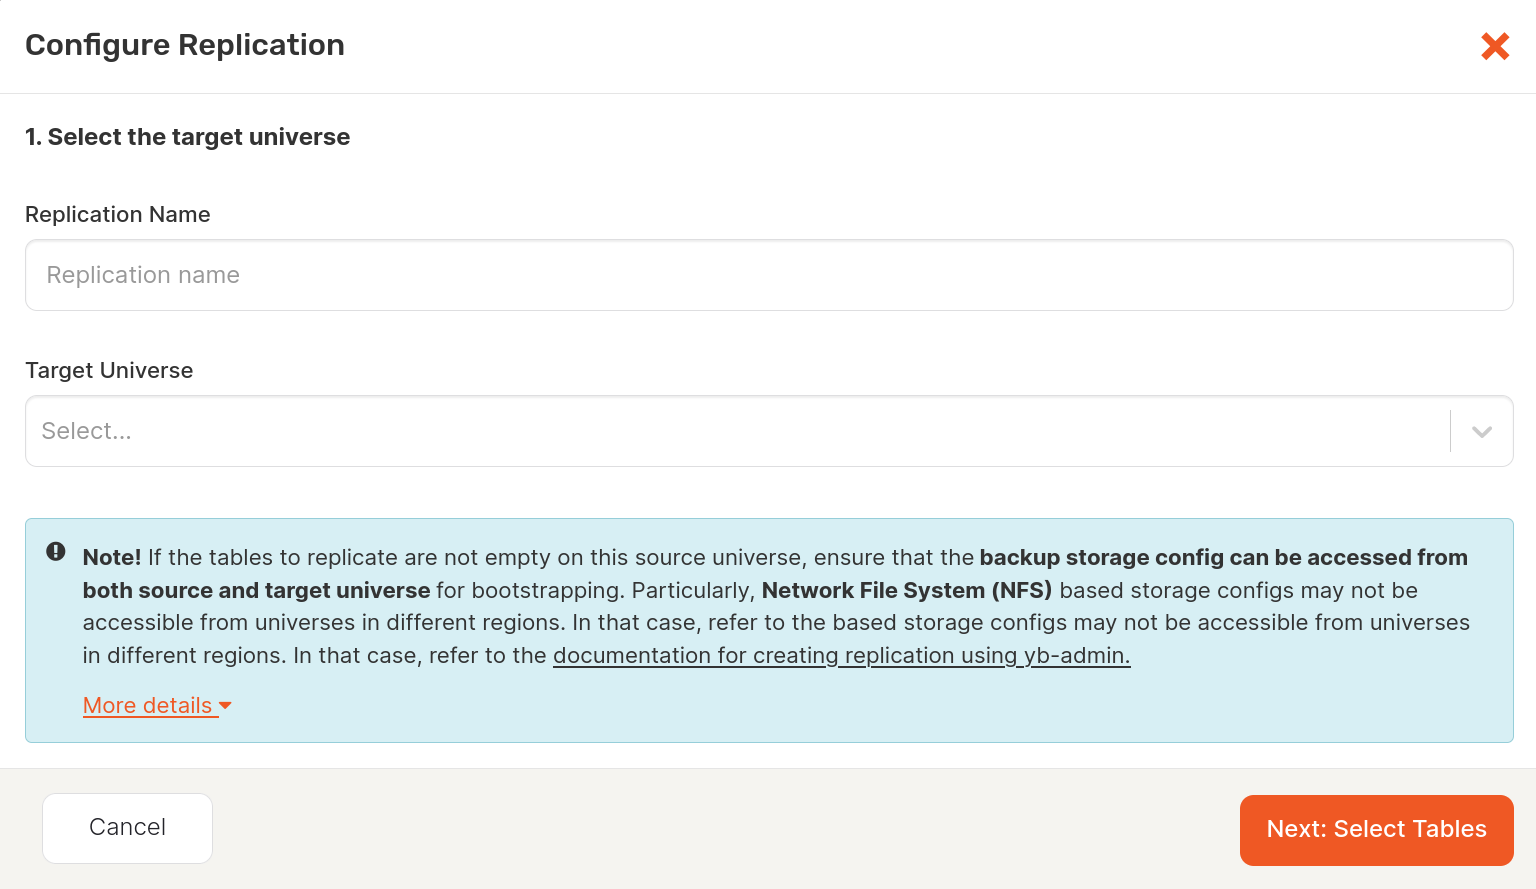 Configure Replication
1. Select the target universe
Replication Name
Replication name
Target Universe
Select...
Note! If the tables to replicate are not empty on this source universe, ensure that the backup storage config can be accessed from
both source and target universe for bootstrapping. Particularly, Network File System (NFS) based storage configs may not be
accessible from universes in different regions. In that case, refer to the based storage configs may not be accessible from universes
in different regions. In that case, refer to the documentation for creating replication using yb-admin.
More details
Cancel
Next: Select Tables